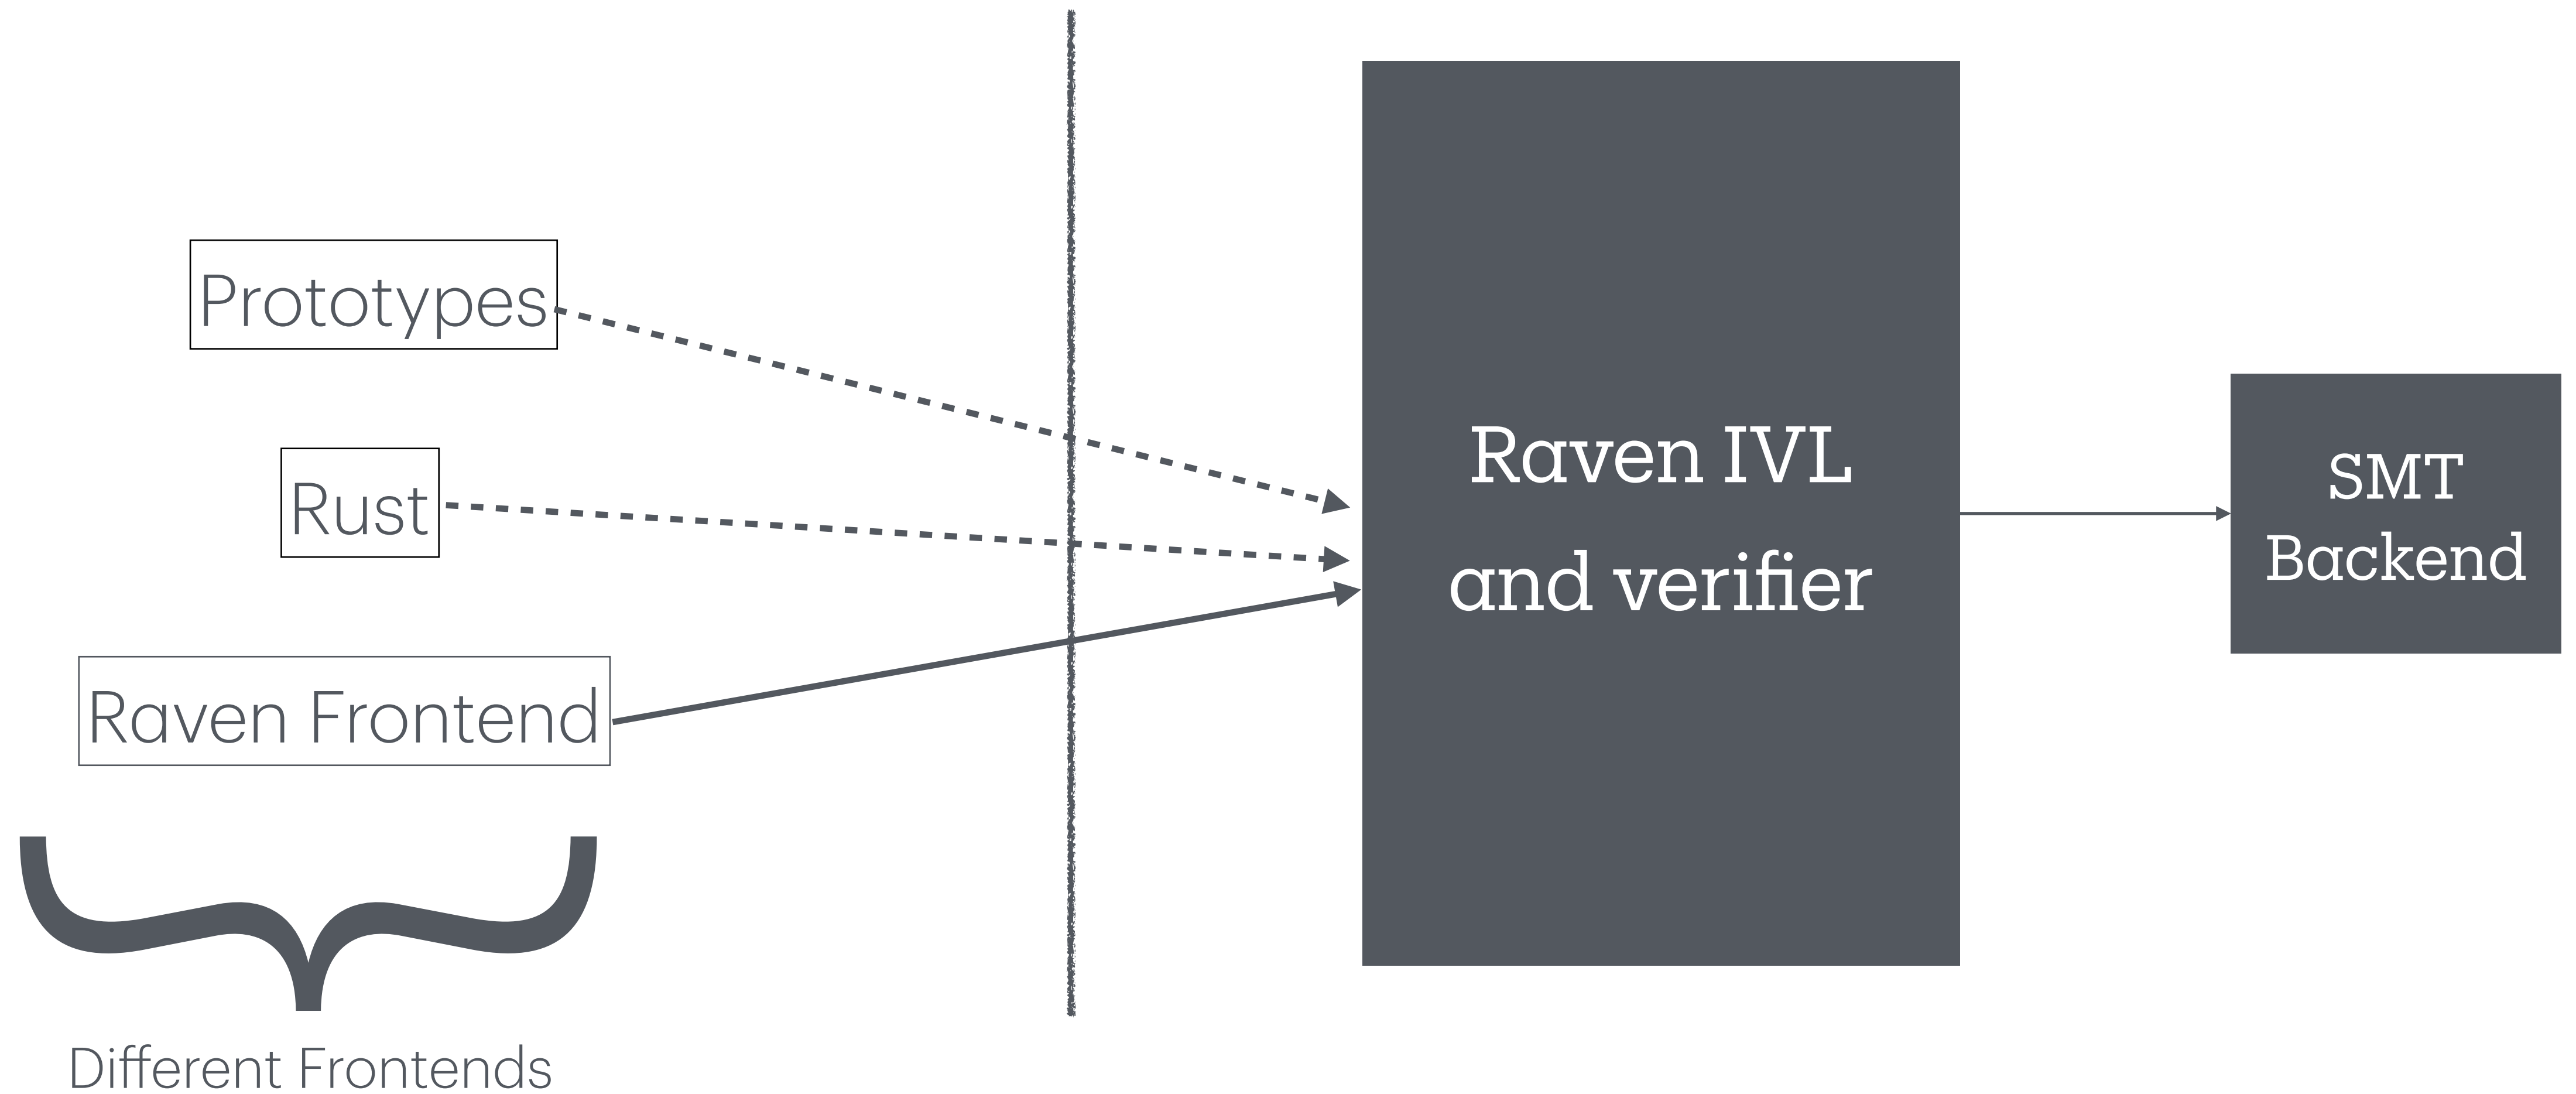 Prototypes
Rust
Raven Frontend
Different Frontends
Raven IVL
and verifier
SMT
Backend